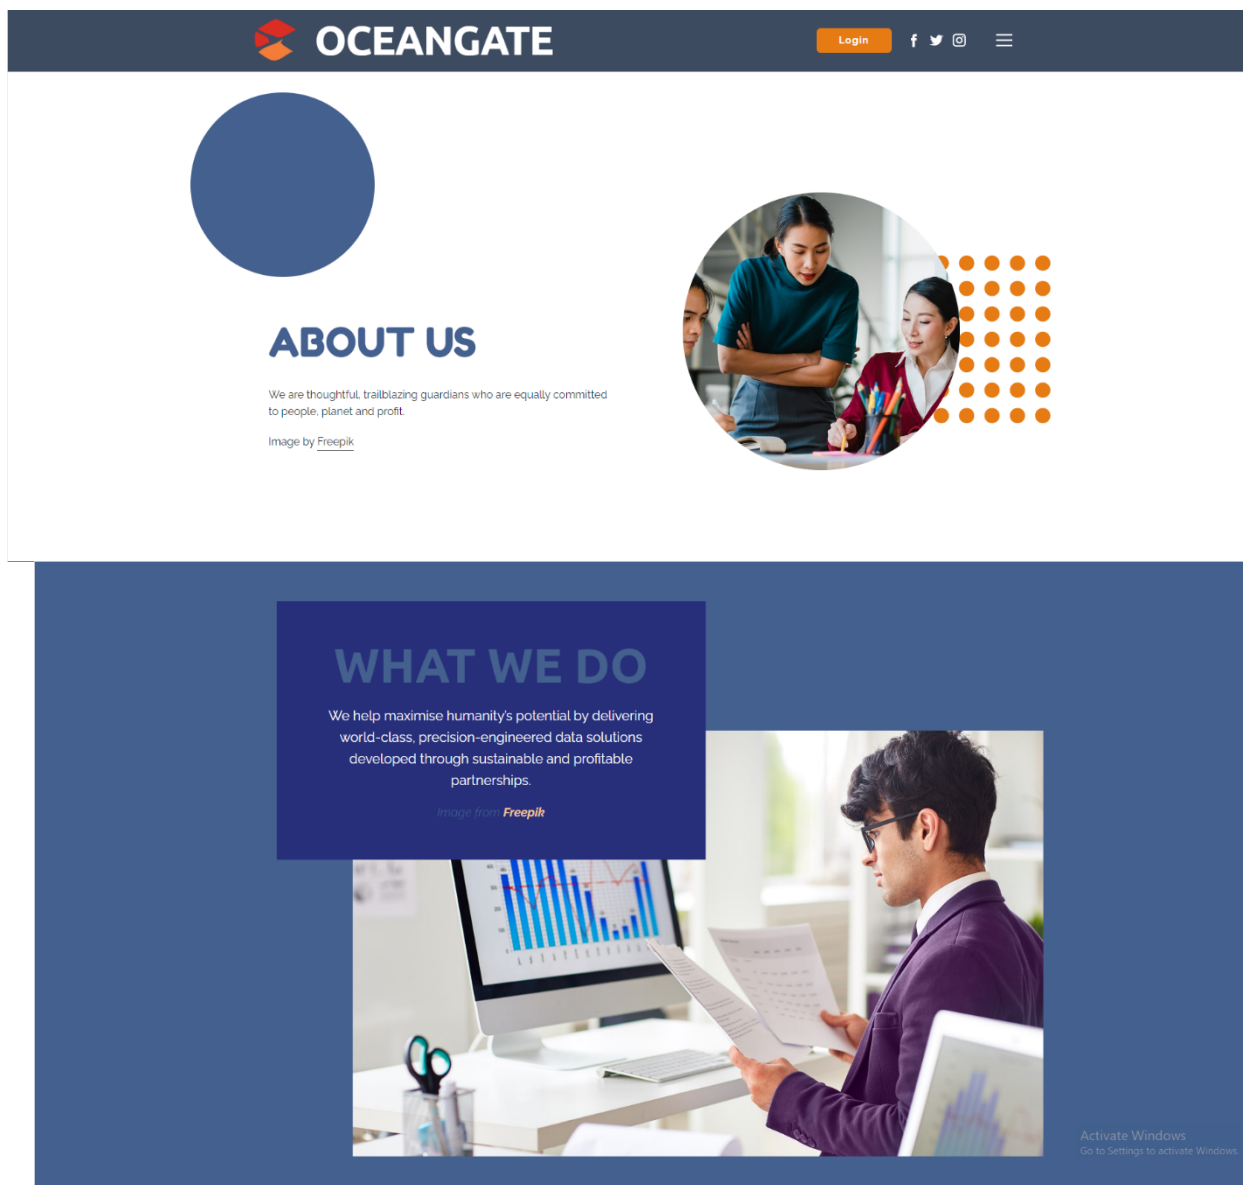 OCEANGATE
Login
ABOUT US
We are thoughtful, trailblazing guardians who are equally committed
to people, planet and profit.
Image by Freepik
WHAT WE DO
We help maximise humanity's potential by delivering
world-class, precision-engineered data solutions
developed through sustainable and profitable
partnerships.
Image from Freepik
Activate Windows
Go to Settings to activate Windows.